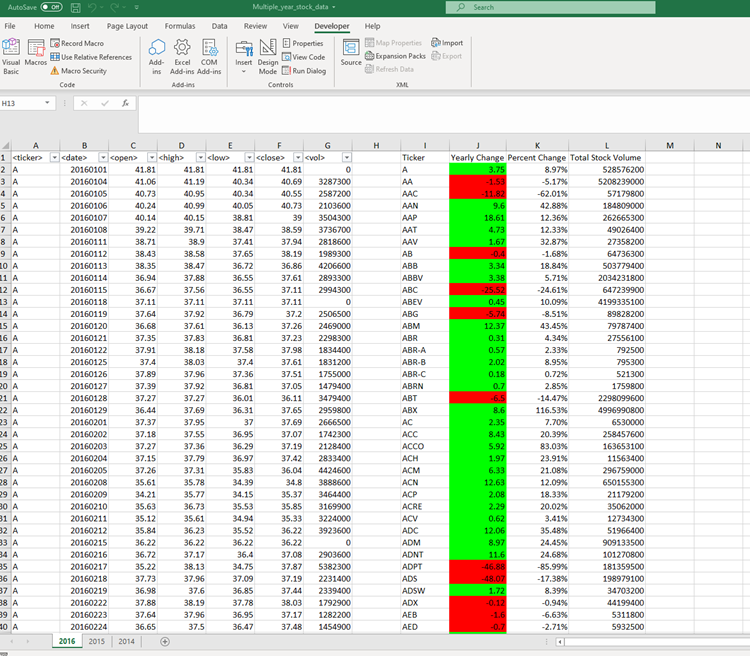 AutoSave Off Multiple_year_stock_data Search
File Home Insert Page Layout Formulas Data Review View Developer Help
Visual Basic Macros Record Macro Use Relative References Macro Security Add-ins Excel Add-ins COM Add-ins Insert Design Mode Properties View Code Run Dialog Source Map Properties Expansion Packs Refresh Data Import Export
Code Add-ins Controls XML
H13 fx
A B C D E F G H I J K L M N
1 <ticker> <date> <open> <high> <low> <close> <vol> Ticker Yearly Change Percent Change Total Stock Volume
2 A 20160101 41.81 41.81 41.81 41.81 0 A 3.75 8.97% 528576200
3 A 20160104 41.06 41.19 40.34 40.69 3287300 AA -1.53 -5.17% 5208239000
4 A 20160105 40.73 40.95 40.34 40.55 2587200 AAC -11.82 -62.01% 57179800
5 A 20160106 40.24 40.99 40.05 40.73 2103600 AAN 9.6 42.88% 184809000
6 A 20160107 40.14 40.15 38.81 39 3504300 AAP 18.61 12.36% 262665300
7 A 20160108 39.22 39.71 38.47 38.59 3736700 AAT 4.73 12.33% 49026400
8 A 20160111 38.71 38.9 37.41 37.94 2818600 AAV 1.67 32.87% 27358200
9 A 20160112 38.43 38.58 37.65 38.19 1989300 AB -0.4 -1.68% 64736300
10 A 20160113 38.35 38.47 36.72 36.86 4206600 ABB 3.34 18.84% 503779400
11 A 20160114 36.94 37.88 36.55 37.61 2893300 ABBV 3.38 5.71% 2034231800
12 A 20160115 36.67 37.56 36.55 37.11 2994300 ABC -25.52 -24.61% 647239900
13 A 20160118 37.11 37.11 37.11 37.11 0 ABEV 0.45 10.09% 4199335100
14 A 20160119 37.64 37.92 36.79 37.2 2506500 ABG -5.74 -8.51% 89828200
15 A 20160120 36.68 37.61 36.13 37.26 2469000 ABM 12.37 43.45% 79787400
16 A 20160121 37.35 37.83 36.81 37.23 2298300 ABR 0.31 4.34% 27556100
17 A 20160122 37.91 38.18 37.58 37.98 1834400 ABR-A 0.57 2.33% 792500
18 A 20160125 37.4 38.03 37.4 37.61 1831200 ABR-B 2.02 8.95% 795300
19 A 20160126 37.89 37.96 37.36 37.51 1755000 ABR-C 0.18 0.72% 521300
20 A 20160127 37.39 37.92 36.81 37.05 1479400 ABRN 0.7 2.85% 1759800
21 A 20160128 37.27 37.27 36.01 36.11 3479400 ABT -6.5 -14.47% 2298099600
22 A 20160129 36.44 37.69 36.31 37.65 2959800 ABX 8.6 116.53% 4996990800
23 A 20160201 37.37 37.95 37 37.69 2666500 AC 2.35 7.70% 6530000
24 A 20160202 37.18 37.55 36.95 37.07 1742300 ACC 8.43 20.39% 258457600
25 A 20160203 37.27 37.36 36.29 37.19 2128400 ACCO 5.92 83.03% 163653100
26 A 20160204 37.15 37.79 36.97 37.42 2833400 ACH 1.97 23.91% 11563400
27 A 20160205 37.26 37.31 35.83 36.04 4424600 ACM 6.33 21.08% 296759000
28 A 20160208 35.61 35.78 34.39 34.8 3888600 ACN 12.63 12.09% 650155300
29 A 20160209 34.21 35.77 34.15 35.37 3464400 ACP 2.08 18.33% 21179200
30 A 20160210 35.63 36.73 35.53 35.85 3169900 ACRE 2.29 20.02% 35062000
31 A 20160211 35.12 35.61 34.94 35.33 3224000 ACV 0.62 3.41% 12734300
32 A 20160212 35.84 36.23 35.52 36.22 3923600 ADC 12.06 35.48% 51966400
33 A 20160215 36.22 36.22 36.22 36.22 0 ADM 8.97 24.45% 909133500
34 A 20160216 36.72 37.17 36.4 37.08 2903600 ADNT 11.6 24.68% 101270800
35 A 20160217 35.22 38.13 34.75 37.87 5382300 ADPT -46.88 -85.99% 181359500
36 A 20160218 37.73 37.96 37.09 37.19 2231400 ADS -48.07 -17.38% 198979100
37 A 20160219 36.98 37.6 36.85 37.44 2339400 ADSW 1.72 8.39% 34703200
38 A 20160222 37.88 38.19 37.78 38.03 1792900 ADX -0.12 -0.94% 44199400
39 A 20160223 37.64 37.96 36.95 37.17 1282200 AEB -1.6 -6.63% 5311800
40 A 20160224 36.65 37.5 36.47 37.48 1454900 AED -0.7 -2.71% 5932500
2016 2015 2014